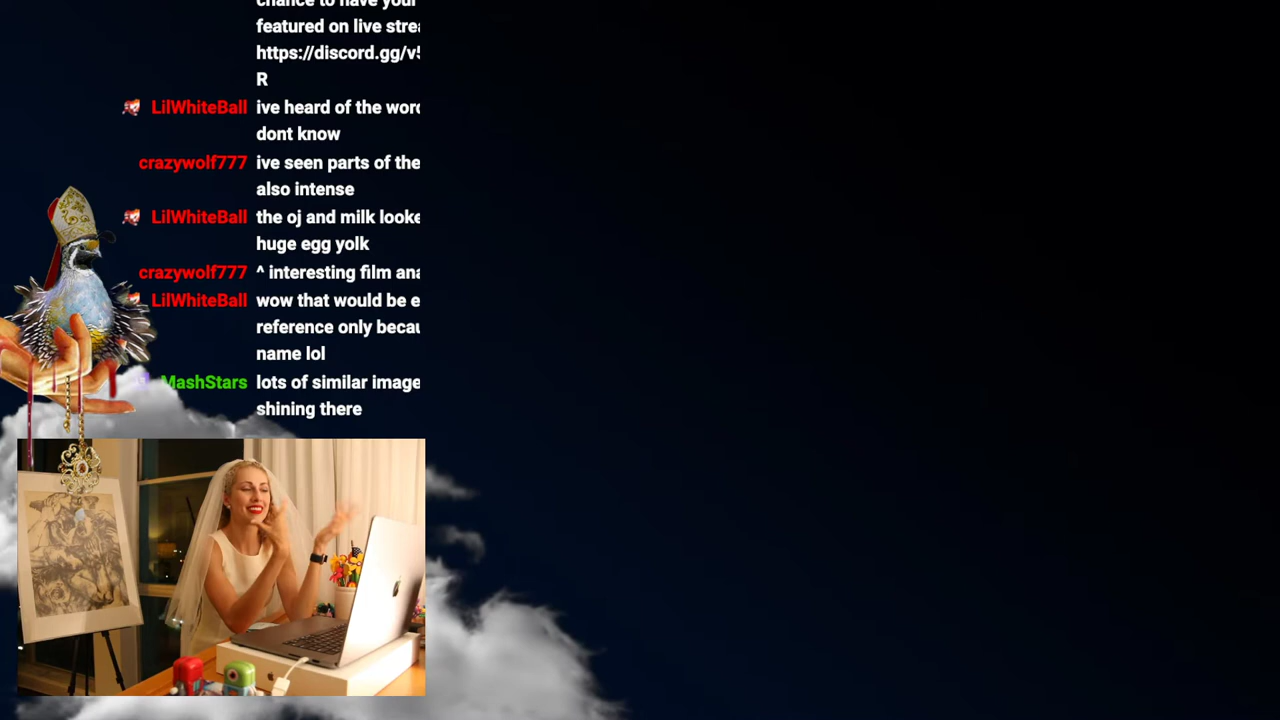 chance to have your
featured on live strea
https://discord.gg/v5
R
LilWhiteBall ive heard of the word
dont know
crazywolf777 ive seen parts of the
also intense
LilWhiteBall the oj and milk looke
huge egg yolk
crazywolf777 ^ interesting film ana
LilWhiteBall wow that would be e
reference only becau
name lol
MashStars lots of similar image
shining there